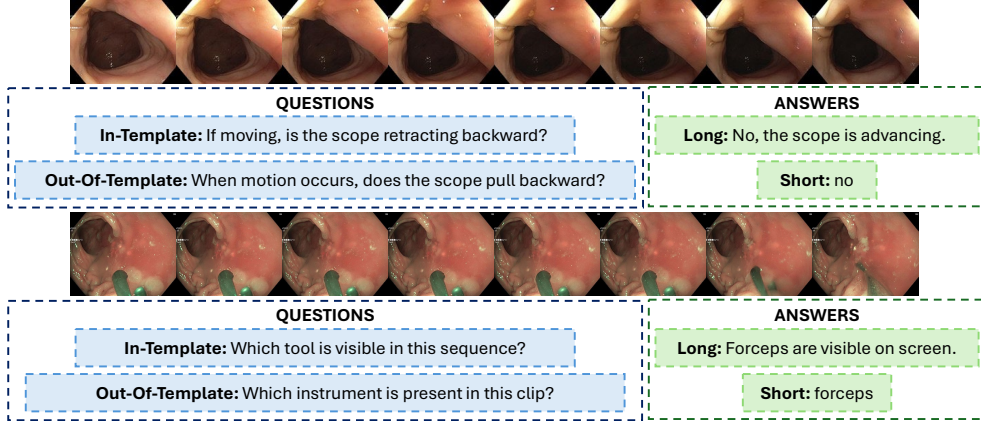 QUESTIONS
In-Template: If moving, is the scope retracting backward?
Out-Of-Template: When motion occurs, does the scope pull backward?
ANSWERS
Long: No, the scope is advancing.
Short: no
QUESTIONS
In-Template: Which tool is visible in this sequence?
Out-Of-Template: Which instrument is present in this clip?
ANSWERS
Long: Forceps are visible on screen.
Short: forceps